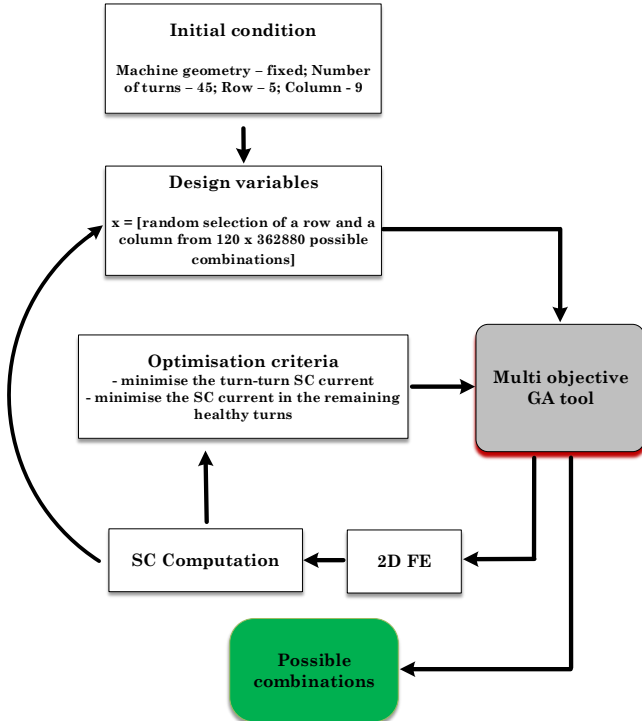 Initial condition
Machine geometry – fixed; Number
of turns – 45; Row – 5; Column - 9
Design variables
x = [random selection of a row and a
column from 120 x 362880 possible
combinations]
Optimisation criteria
- minimise the turn-turn SC current
- minimise the SC current in the remaining
healthy turns
Multi objective
GA tool
SC Computation
2D FE
Possible
combinations